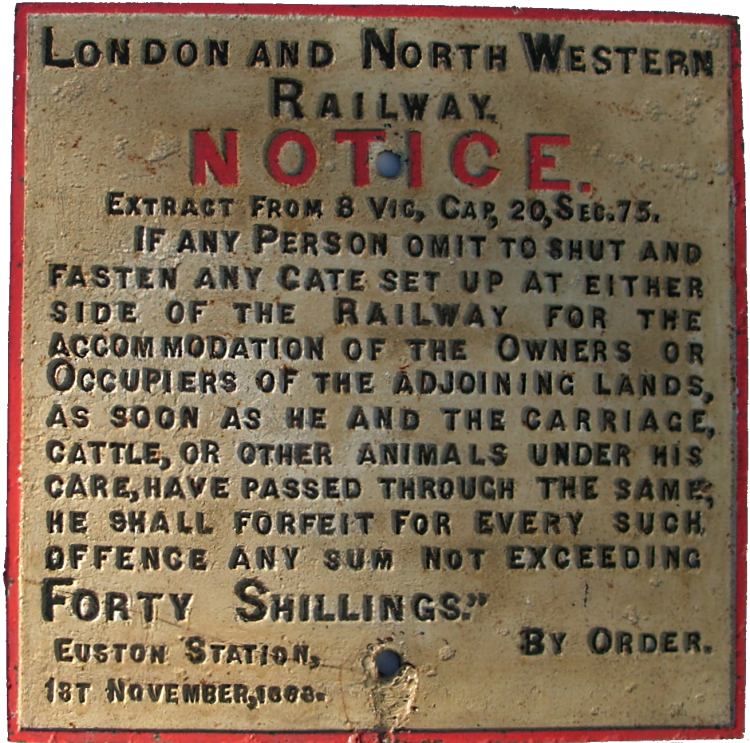 LONDON AND NORTH WESTERN
RAILWAY.
NOTICE.
EXTRACT FROM 8 VIC, CAP, 20, SEC. 75.
IF ANY PERSON OMIT TO SHUT AND
FASTEN ANY GATE SET UP AT EITHER
SIDE OF THE RAILWAY FOR THE
ACCOMMODATION OF THE OWNERS OR
OCCUPIERS OF THE ADJOINING LANDS,
AS SOON AS HE AND THE CARRIAGE,
CATTLE, OR OTHER ANIMALS UNDER HIS
CARE, HAVE PASSED THROUGH THE SAME,
HE SHALL FORFEIT FOR EVERY SUCH
OFFENCE ANY SUM NOT EXCEEDING
FORTY SHILLINGS."
BY ORDER.
EUSTON STATION,
1ST NOVEMBER,